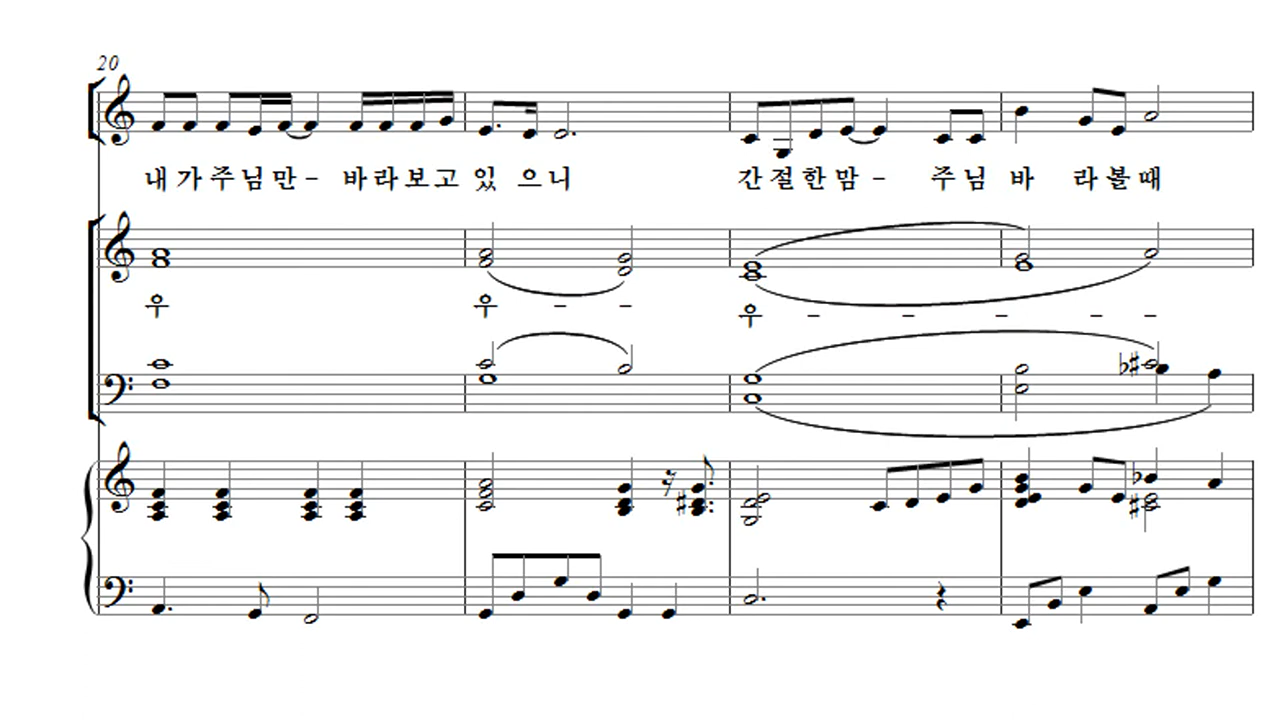 20
내 가 주 님 만 - 바 라 보 고 있 으 니 간 절 한 맘 - 주 님 바 라 볼 때
우 우 - - 우 - - - - -